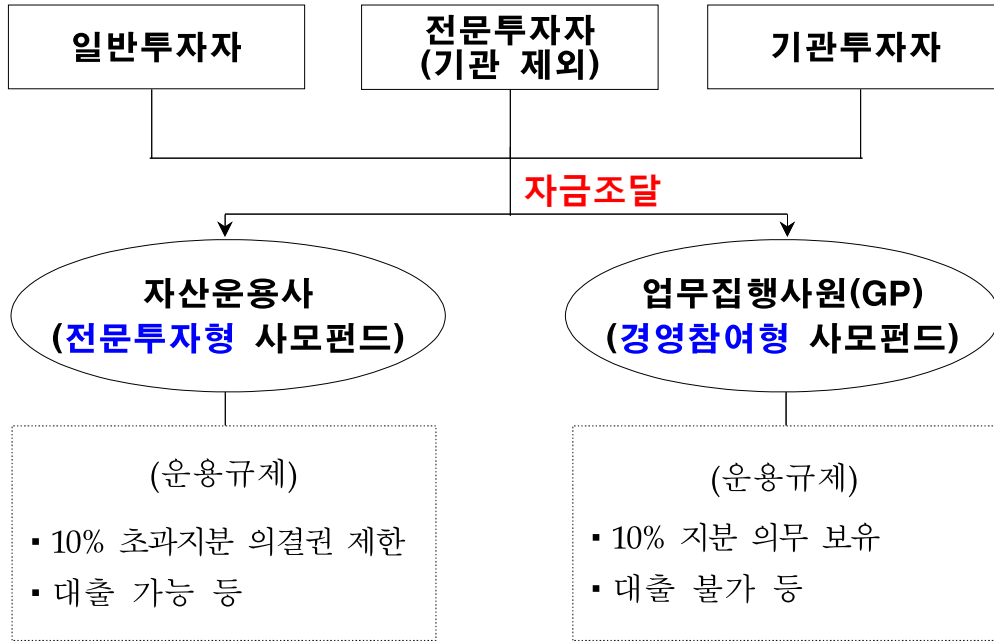 일반투자자
전문투자자
(기관 제외)
기관투자자
자금조달
자산운용사
(전문투자형 사모펀드)
업무집행사원(GP)
(경영참여형 사모펀드)
(운용규제)
▪ 10% 초과지분 의결권 제한
▪ 대출 가능 등
(운용규제)
▪ 10% 지분 의무 보유
▪ 대출 불가 등